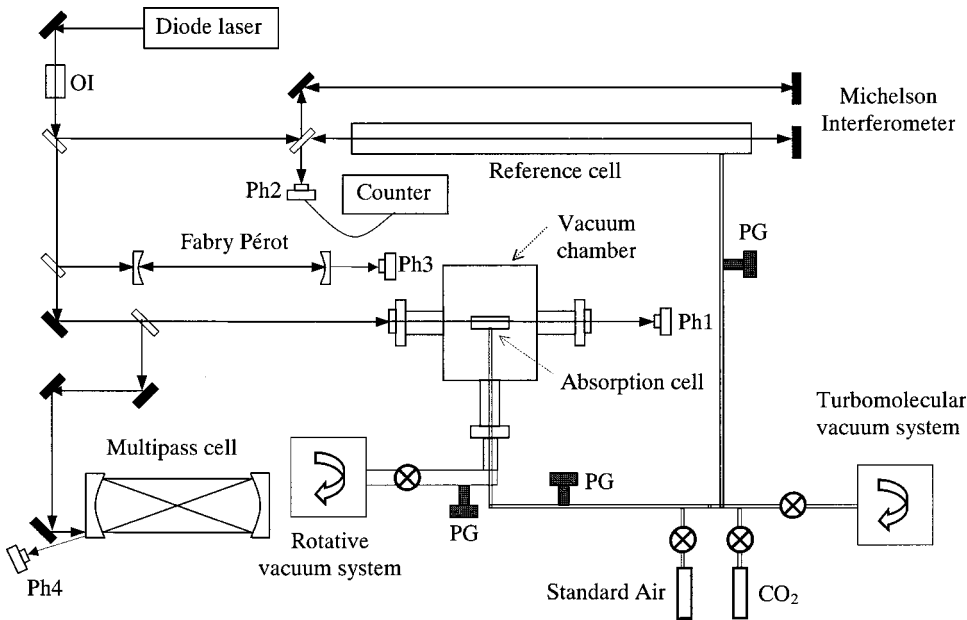 Diode laser
OI
Michelson
Interferometer
Reference cell
Ph2
Counter
Vacuum
chamber
PG
Fabry Pérot
Ph3
Ph1
Absorption cell
Turbomolecular
vacuum system
Multipass cell
PG
PG
Rotative
vacuum system
Ph4
Standard Air
CO₂